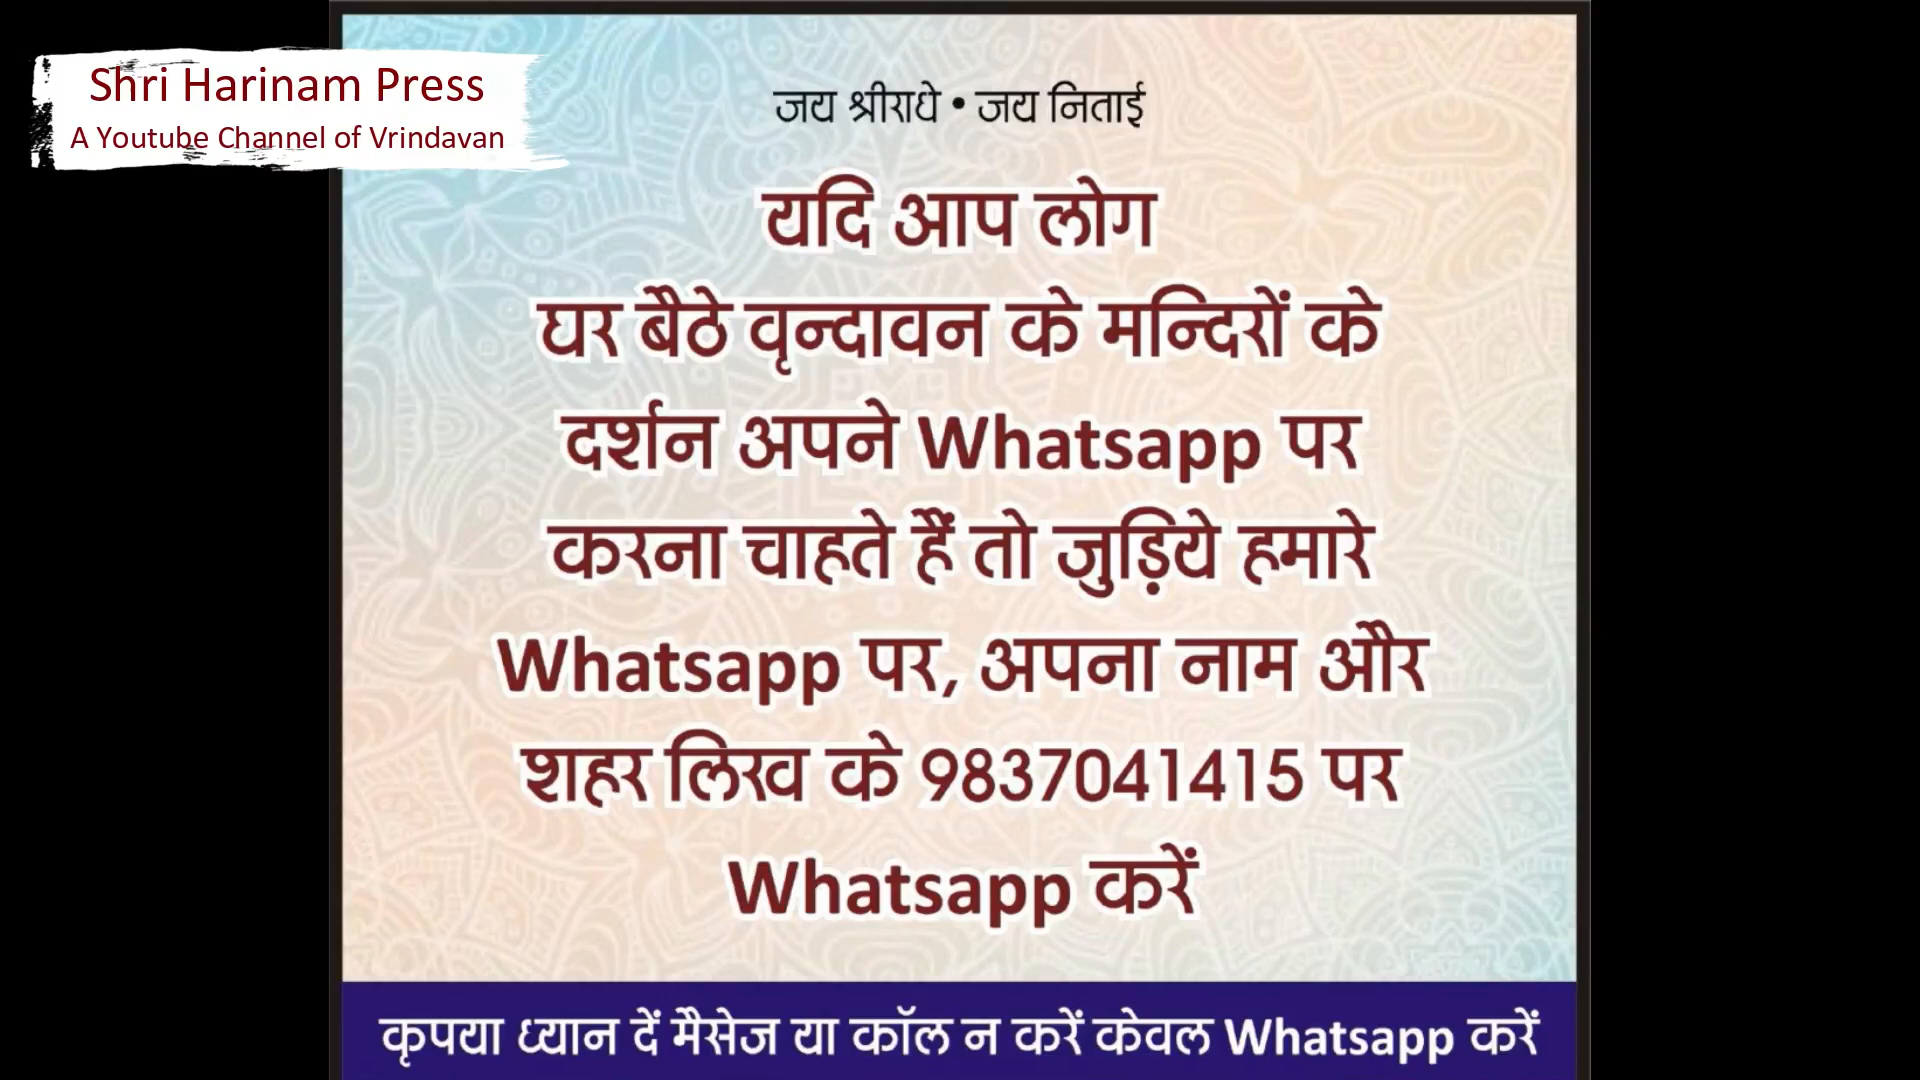 Shri Harinam Press
A Youtube Channel of Vrindavan
जय श्रीराधे • जय निताई
यदि आप लोग
घर बैठे वृन्दावन के मन्दिरों के
दर्शन अपने Whatsapp पर
करना चाहते हैं तो जुड़िये हमारे
Whatsapp पर, अपना नाम और
शहर लिख के 9837041415 पर
Whatsapp करें
कृपया ध्यान दें मैसेज या कॉल न करें केवल Whatsapp करें